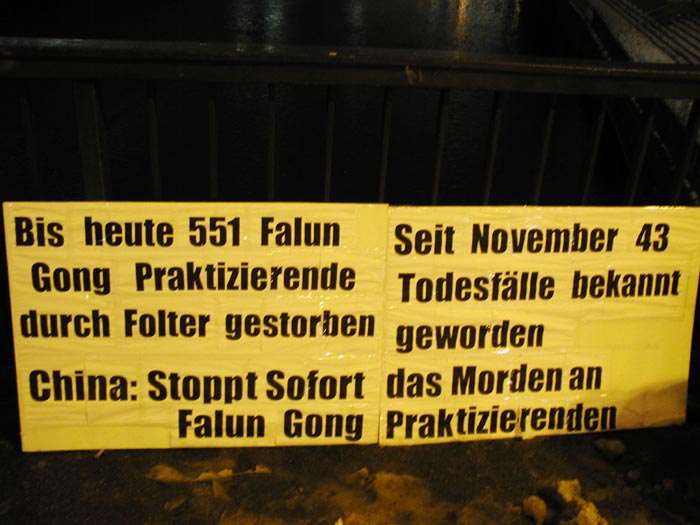 Bis heute 551 Falun
Gong Praktizierende
durch Folter gestorben
Seit November 43
Todesfälle bekannt
geworden
China: Stoppt Sofort das Morden an
Falun Gong Praktizierenden